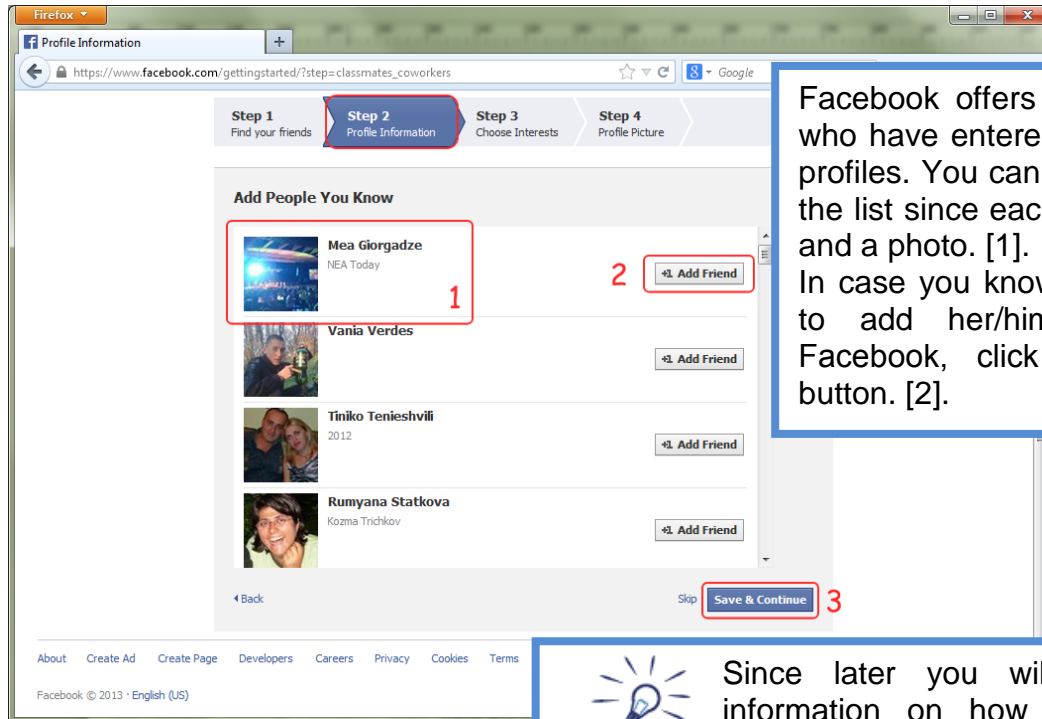 Firefox
Profile Information
+
https://www.facebook.com/gettingstarted/?step=classmates_coworkers
8 Google
Step 1
Find your friends
Step 2
Profile Information
Step 3
Choose Interests
Step 4
Profile Picture
Add People You Know
Mea Giorgadze
NEA Today
1
2
+1 Add Friend
Vania Verdes
+1 Add Friend
Tiniko Tenieshvili
2012
+1 Add Friend
Rumyana Statkova
Kozma Trichkov
+1 Add Friend
Back
Skip
Save & Continue
3
About Create Ad Create Page Developers Careers Privacy Cookies Terms
Facebook © 2013 · English (US)
Facebook offers
who have entere
profiles. You can
the list since eac
and a photo. [1].
In case you know
to add her/him
Facebook, click
button. [2].
Since later you wil
information on how